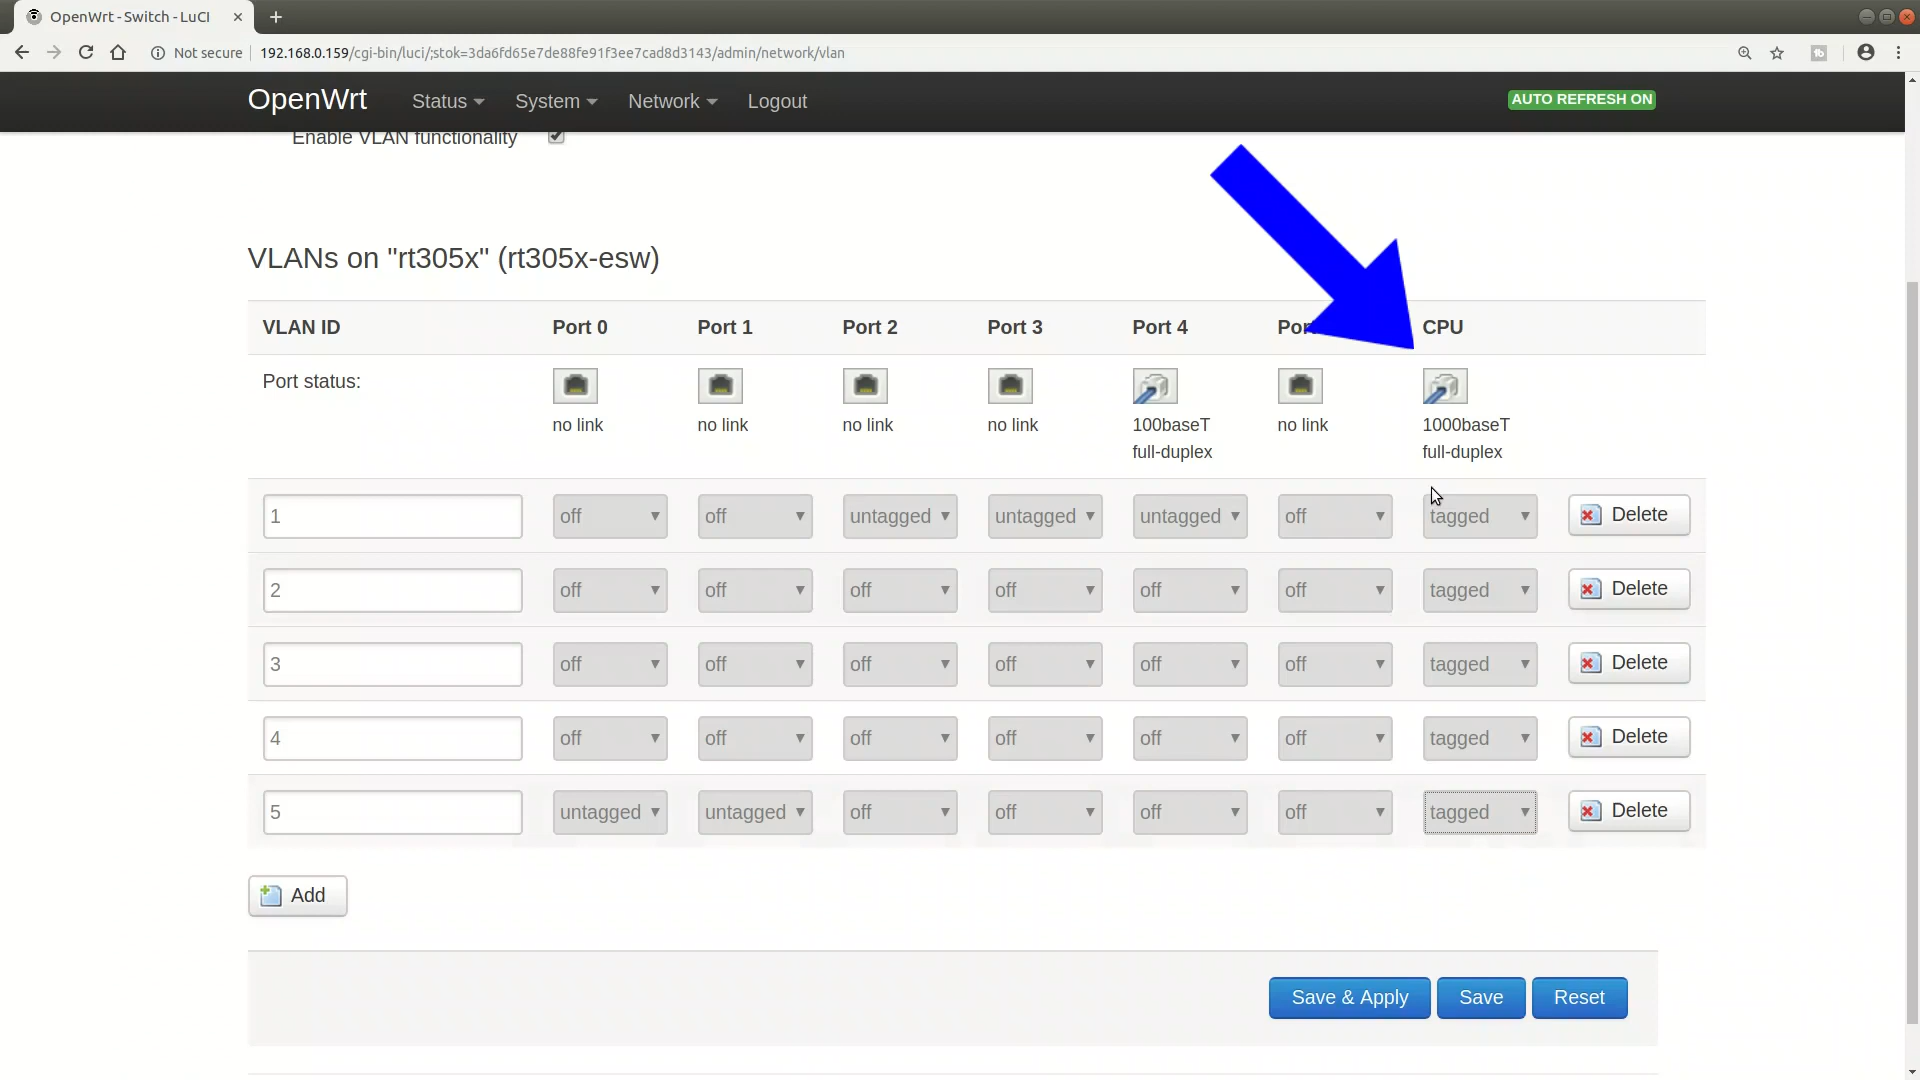 OpenWrt - Switch - LuCI
Not secure 192.168.0.159/cgi-bin/luci/;stok=3da6fd65e7de88fe91f3ee7cad8d3143/admin/network/vlan
OpenWrt Status System Network Logout AUTO REFRESH ON
Enable VLAN functionality
VLANs on "rt305x" (rt305x-esw)
VLAN ID Port 0 Port 1 Port 2 Port 3 Port 4 CPU
Port status:
no link no link no link no link 100baseT no link 1000baseT
full-duplex full-duplex
1 off off untagged untagged untagged off tagged Delete
2 off off off off off off tagged Delete
3 off off off off off off tagged Delete
4 off off off off off off tagged Delete
5 untagged untagged off off off off tagged Delete
Add
Save & Apply Save Reset